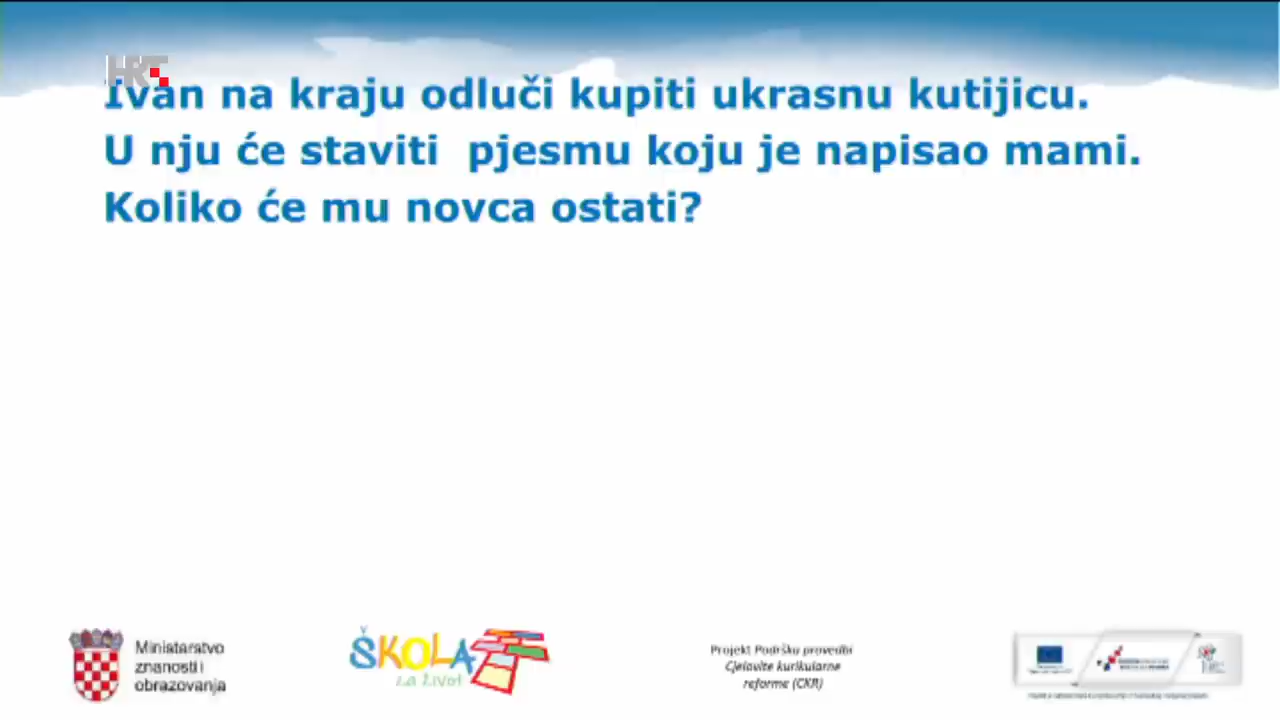 HRT
Ivan na kraju odluči kupiti ukrasnu kutijicu.
U nju će staviti pjesmu koju je napisao mami.
Koliko će mu novca ostati?
Ministarstvo
znanosti i
obrazovanja
ŠKOLA
za život
Projekt Podršku provedbi
Cjelovite kurikularne
reforme (CKR)